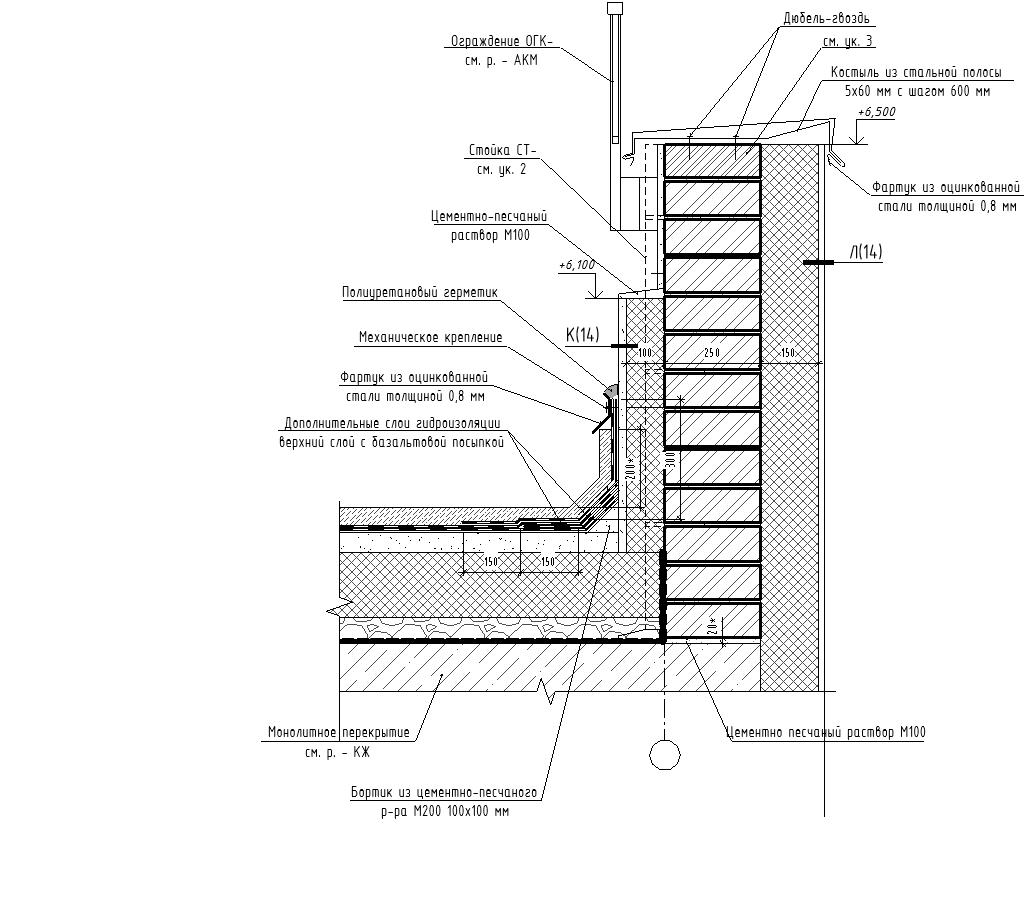 Дюбель-гвоздь
см. ук. 3
Ограждение ОГК-
см. р. - АКМ
Костыль из стальной полосы
5х60 мм с шагом 600 мм
+6,500
Стойка СТ-
см. ук. 2
Фартук из оцинкованной
стали толщиной 0,8 мм
Цементно-песчаный
раствор М100
Л(14)
+6,100
Полиуретановый герметик
К(14)
Механическое крепление
100
250
150
Фартук из оцинкованной
стали толщиной 0,8 мм
Дополнительные слои гидроизоляции
верхний слой с базальтовой посыпкой
200*
300
150
150
20*
Монолитное перекрытие
см. р. - КЖ
Цементно песчаный раствор М100
Бортик из цементно-песчаного
р-ра М200 100х100 мм